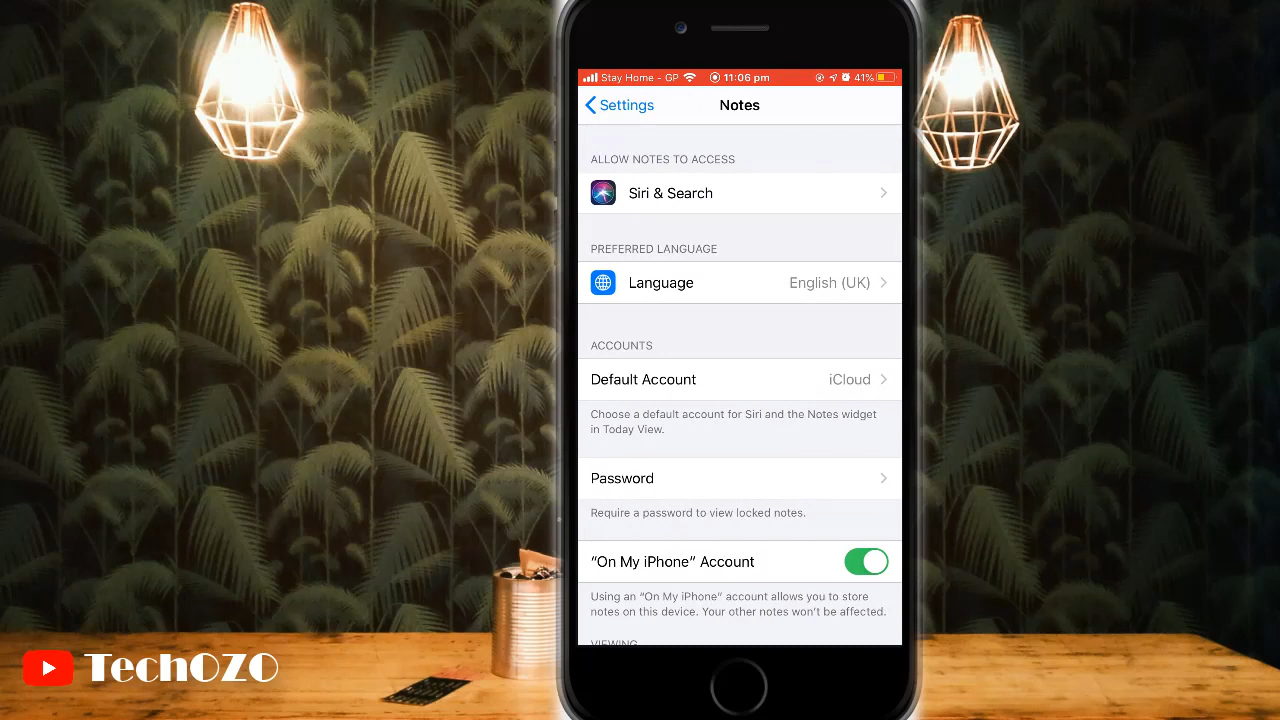 Stay Home - GP 11:06 pm 41%
Settings Notes
ALLOW NOTES TO ACCESS
Siri & Search
PREFERRED LANGUAGE
Language English (UK)
ACCOUNTS
Default Account iCloud
Choose a default account for Siri and the Notes widget
in Today View.
Password
Require a password to view locked notes.
“On My iPhone” Account
Using an “On My iPhone” account allows you to store
notes on this device. Your other notes won’t be affected.
VIEWING
TechOZO